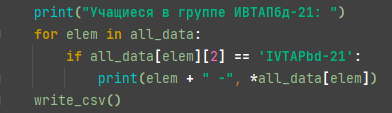 print("Учащиеся в группе ИВТАПбд-21: ")
for elem in all_data:
if all_data[elem][2] == 'IVTAPbd-21':
print(elem + " -", *all_data[elem])
write_csv()